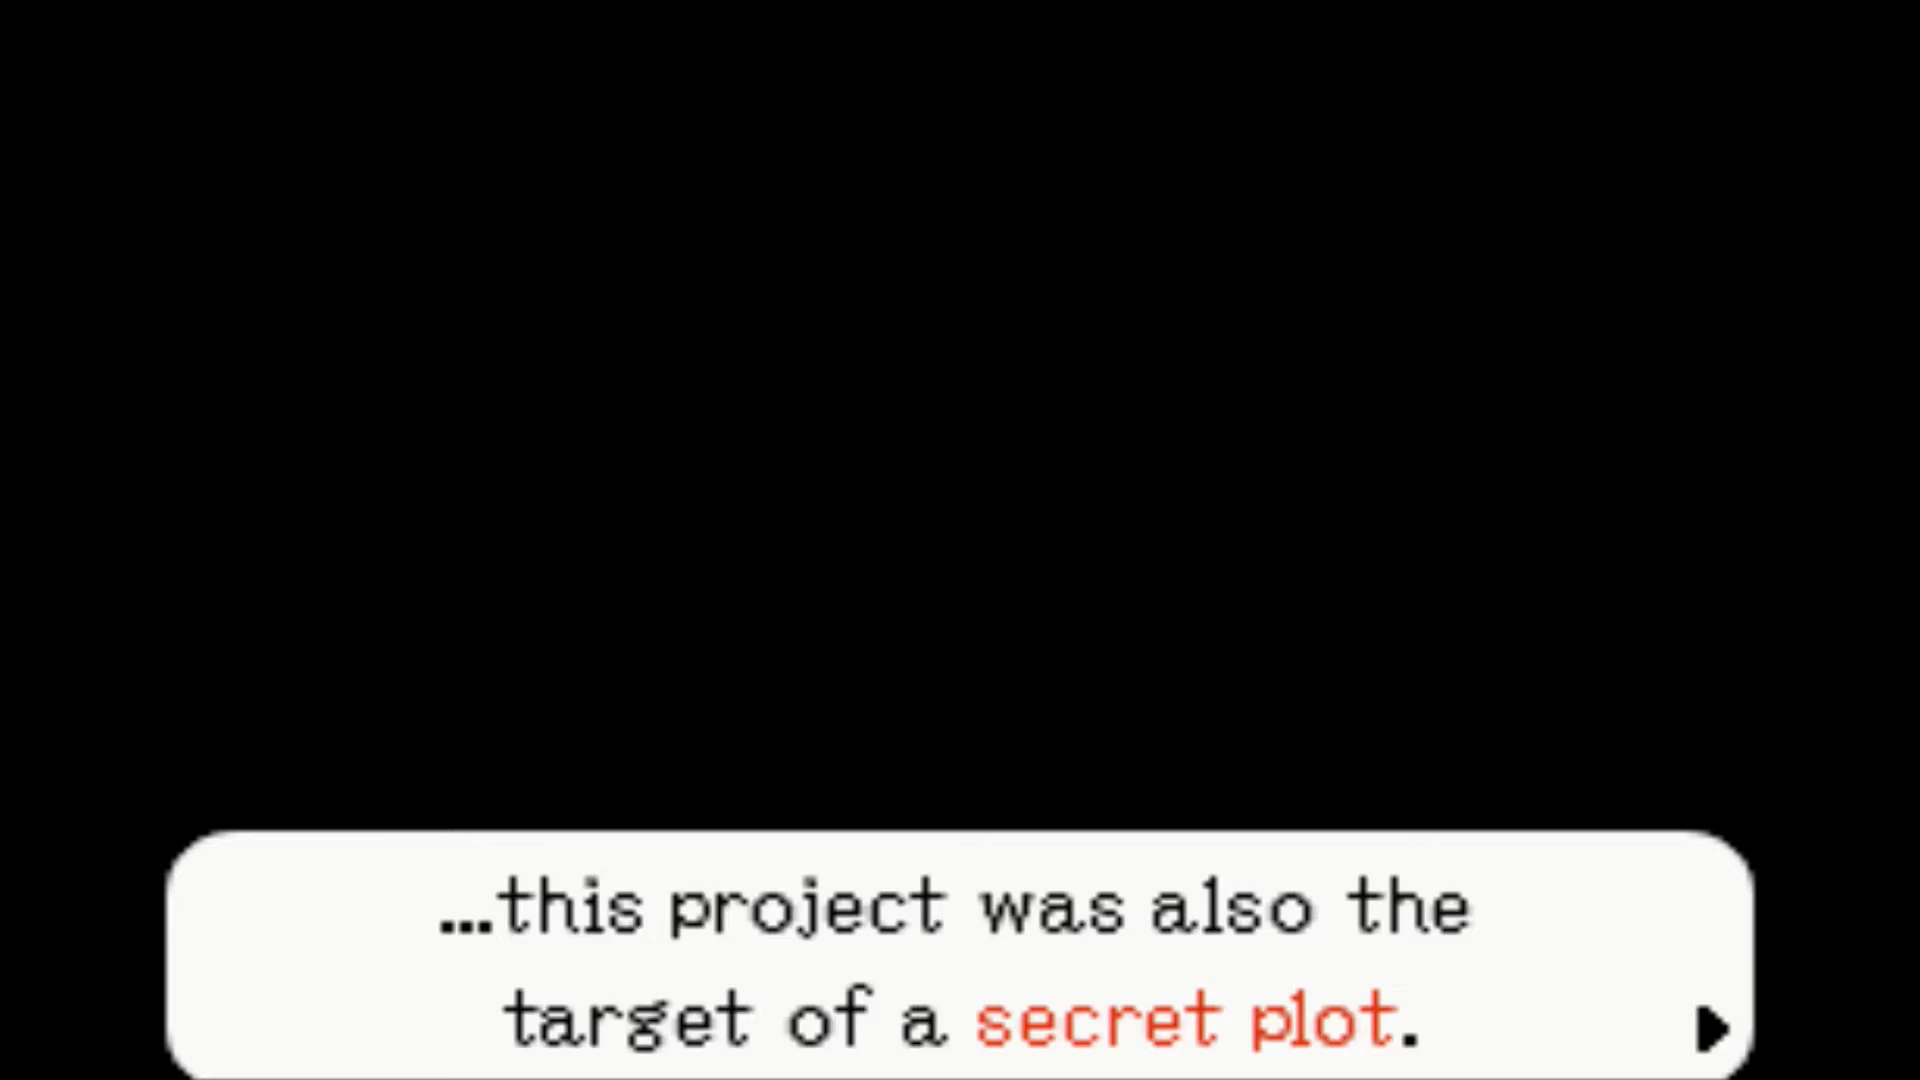 ...this project was also the
target of a secret plot.